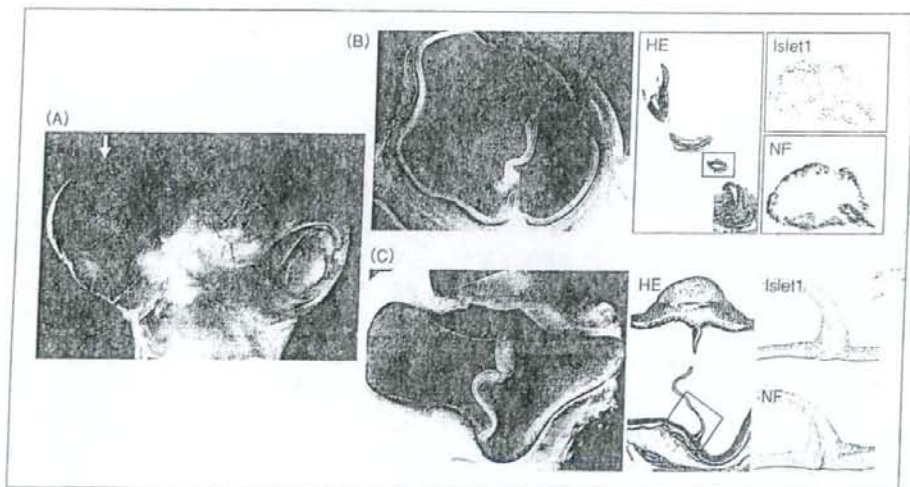 (A)
(B)
HE
Islet1
NF
(C)
HE
Islet1
NF